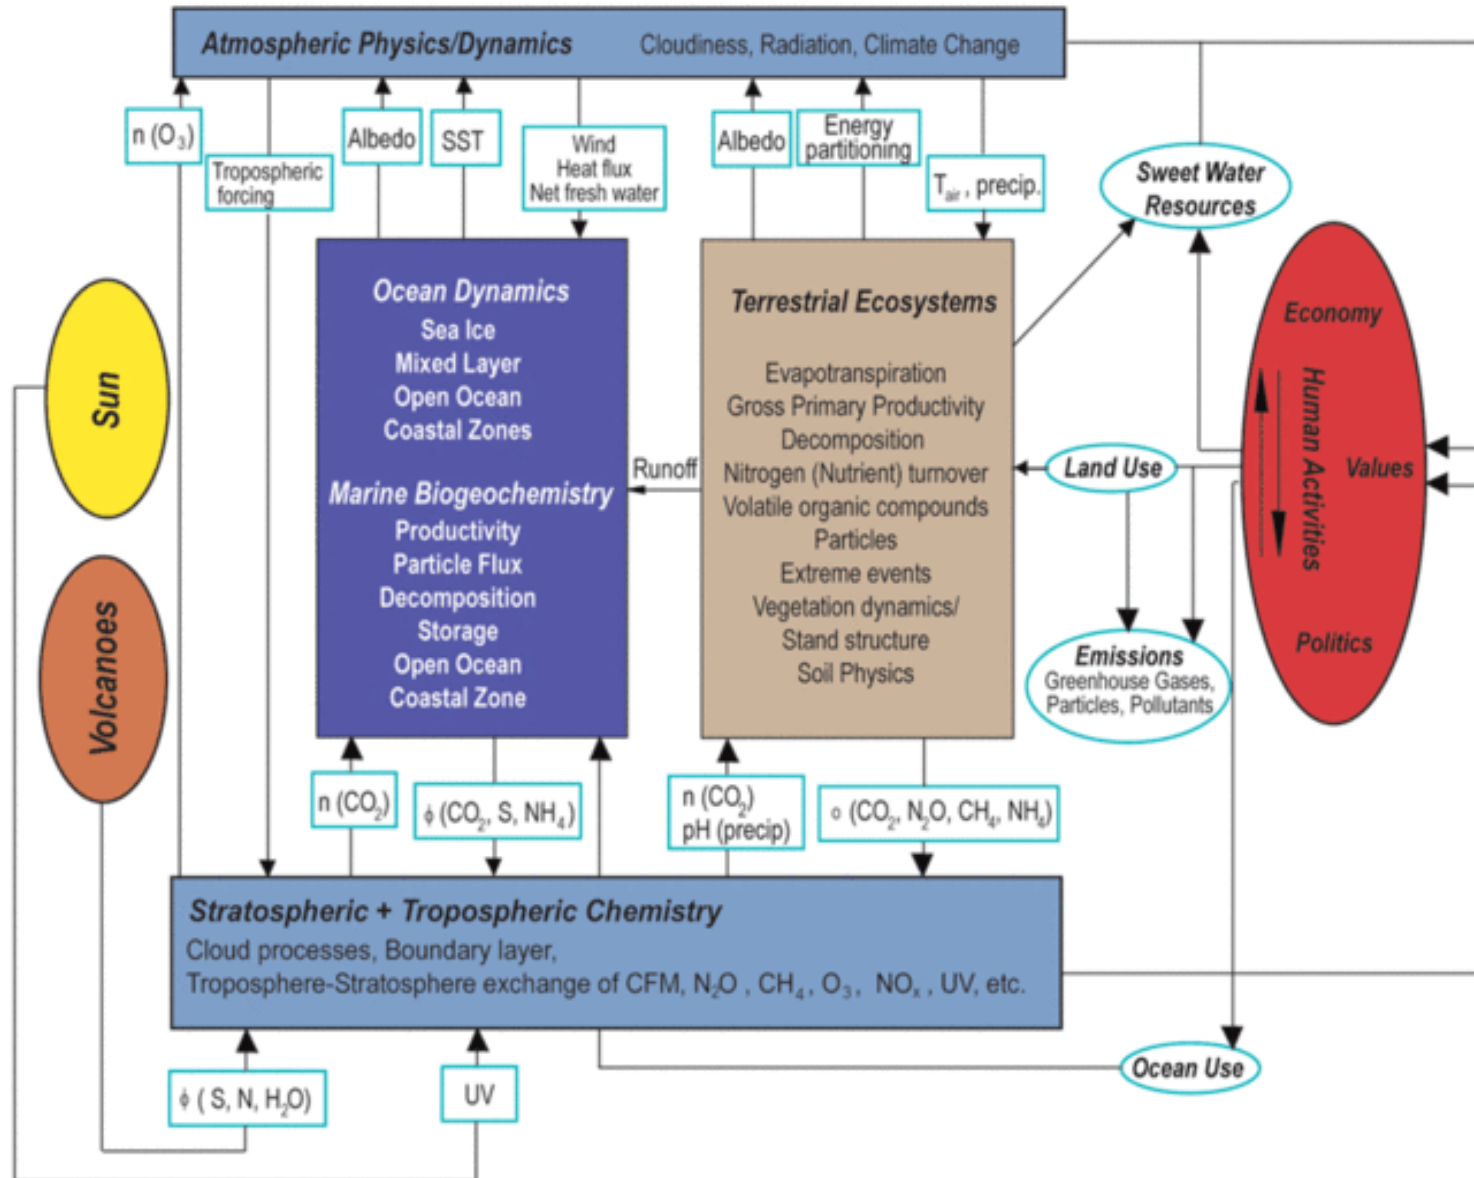 Atmospheric Physics/Dynamics Cloudiness, Radiation, Climate Change
n (O₃)
Tropospheric
forcing
Albedo
SST
Wind
Heat flux
Net fresh water
Albedo
Energy
partitioning
Tair , precip.
Sweet Water
Resources
Sun
Volcanoes
Ocean Dynamics
Sea Ice
Mixed Layer
Open Ocean
Coastal Zones
Marine Biogeochemistry
Productivity
Particle Flux
Decomposition
Storage
Open Ocean
Coastal Zone
Runoff
Terrestrial Ecosystems
Evapotranspiration
Gross Primary Productivity
Decomposition
Nitrogen (Nutrient) turnover
Volatile organic compounds
Particles
Extreme events
Vegetation dynamics/
Stand structure
Soil Physics
Land Use
Emissions
Greenhouse Gases,
Particles, Pollutants
Economy
Human Activities
Values
Politics
n (CO₂)
ϕ (CO₂, S, NH₄)
n (CO₂)
pH (precip)
o (CO₂, N₂O, CH₄, NH₄)
Stratospheric + Tropospheric Chemistry
Cloud processes, Boundary layer,
Troposphere-Stratosphere exchange of CFM, N₂O , CH₄ , O₃ , NOₓ , UV, etc.
ϕ ( S, N, H₂O)
UV
Ocean Use